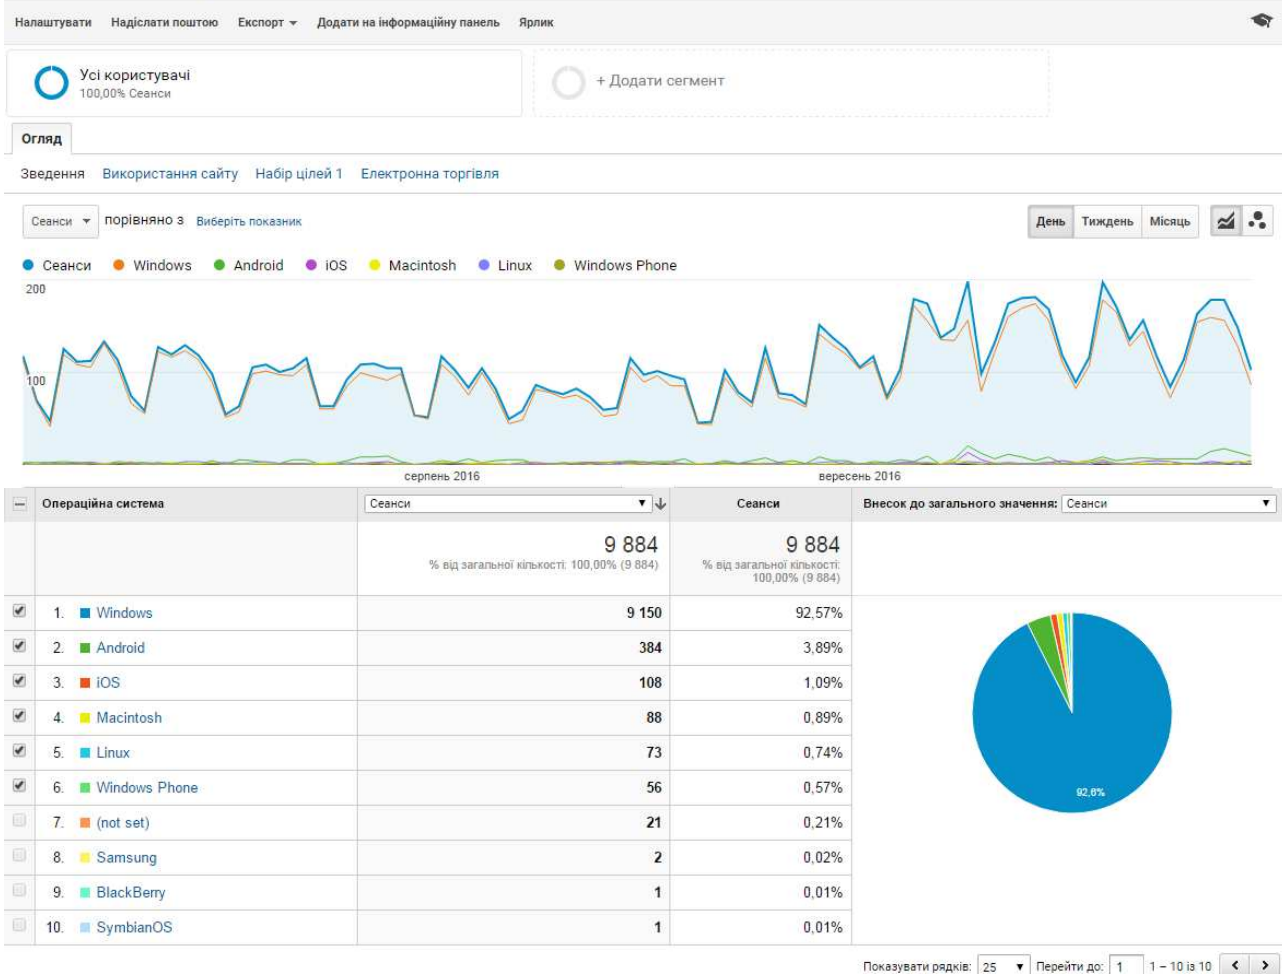 Налаштувати Надіслати поштою Експорт Додати на інформаційну панель Ярлик
Усі користувачі
100,00% Сеанси
+ Додати сегмент
Огляд
Зведення Використання сайту Набір цілей 1 Електронна торгівля
Сеанси порівняно з Виберіть показник День Тиждень Місяць
Сеанси Windows Android iOS Macintosh Linux Windows Phone
200
100
серпень 2016 вересень 2016
Операційна система Сеанси Сеанси Внесок до загального значення: Сеанси
9 884 9 884
% від загальної кількості: 100,00% (9 884) % від загальної кількості:
100,00% (9 884)
1. Windows 9 150 92,57%
2. Android 384 3,89%
3. iOS 108 1,09%
4. Macintosh 88 0,89%
5. Linux 73 0,74%
6. Windows Phone 56 0,57%
92,6%
7. (not set) 21 0,21%
8. Samsung 2 0,02%
9. BlackBerry 1 0,01%
10. SymbianOS 1 0,01%
Показувати рядків: 25 Перейти до: 1 1 – 10 із 10